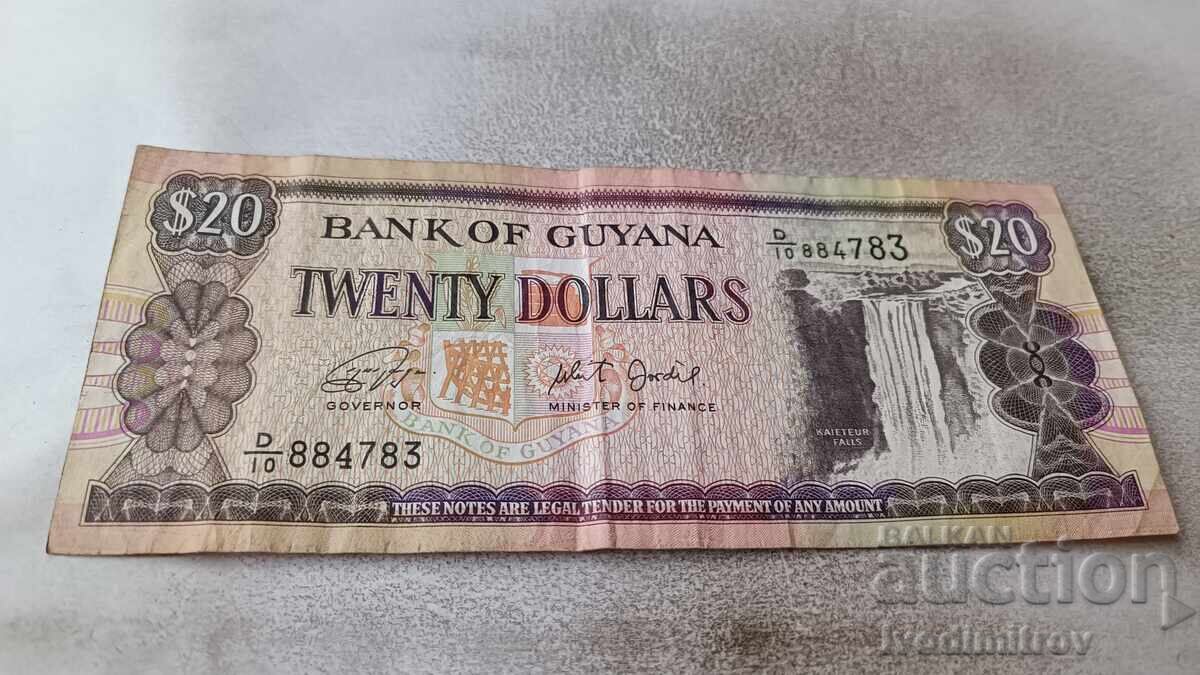 $20
BANK OF GUYANA
D/10 884783
$20
TWENTY DOLLARS
GOVERNOR
MINISTER OF FINANCE
BANK OF GUYANA
KAIETEUR
FALLS
D/10 884783
THESE NOTES ARE LEGAL TENDER FOR THE PAYMENT OF ANY AMOUNT
BALKAN
auction
Ivodmitrov